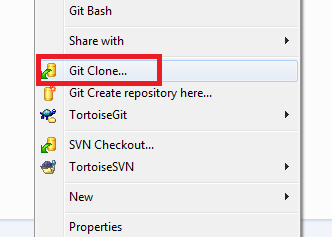 Git Bash
Share with
Git Clone...
Git Create repository here...
TortoiseGit
SVN Checkout...
TortoiseSVN
New
Properties